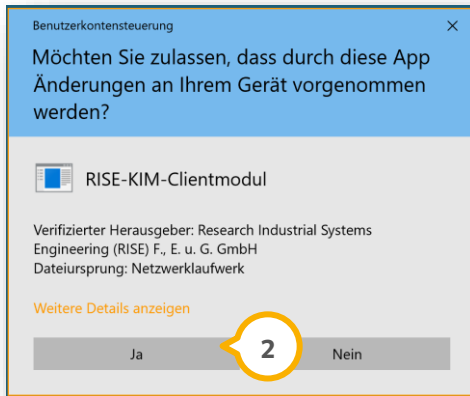 Benutzerkontensteuerung
Möchten Sie zulassen, dass durch diese App
Änderungen an Ihrem Gerät vorgenommen
werden?
RISE-KIM-Clientmodul
Verifizierter Herausgeber: Research Industrial Systems
Engineering (RISE) F., E. u. G. GmbH
Dateiursprung: Netzwerklaufwerk
Weitere Details anzeigen
Ja
2
Nein